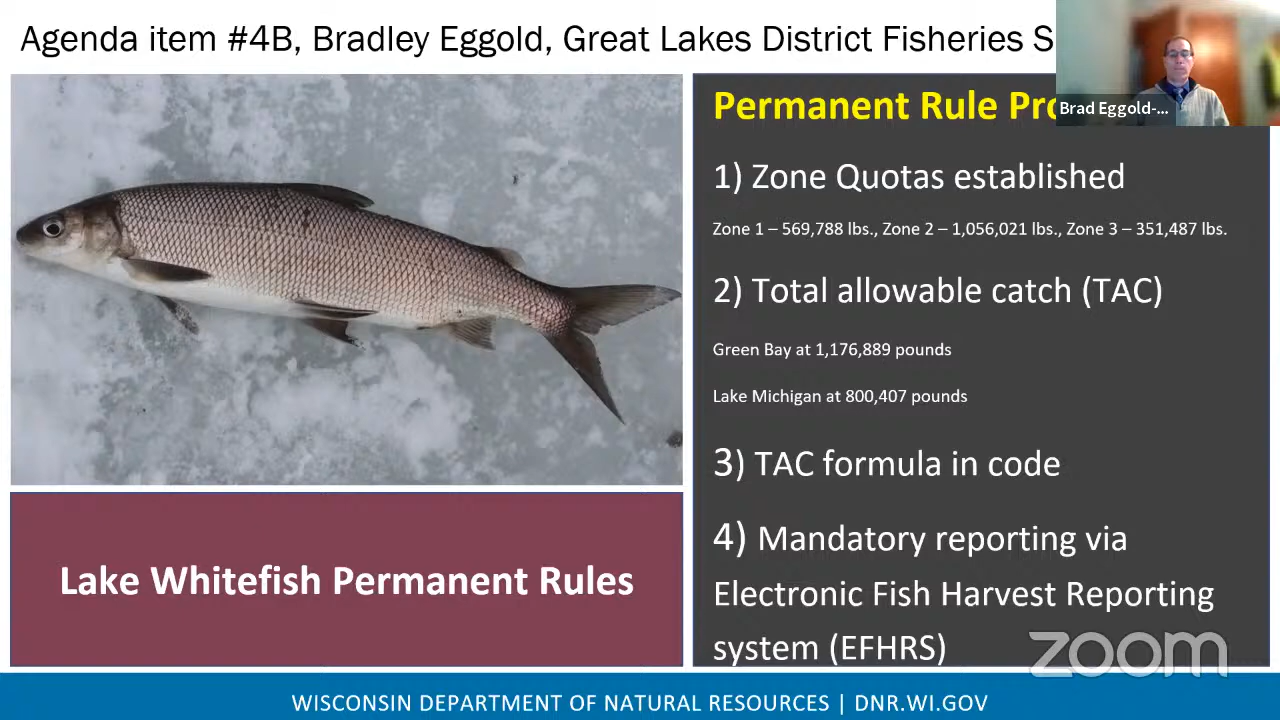 Agenda item #4B, Bradley Eggold, Great Lakes District Fisheries
Brad Eggold-...
Permanent Rule
1) Zone Quotas established
Zone 1 – 569,788 lbs., Zone 2 – 1,056,021 lbs., Zone 3 – 351,487 lbs.
2) Total allowable catch (TAC)
Green Bay at 1,176,889 pounds
Lake Michigan at 800,407 pounds
3) TAC formula in code
4) Mandatory reporting via
Electronic Fish Harvest Reporting
system (EFHRS)
Lake Whitefish Permanent Rules
zoom
WISCONSIN DEPARTMENT OF NATURAL RESOURCES | DNR.WI.GOV